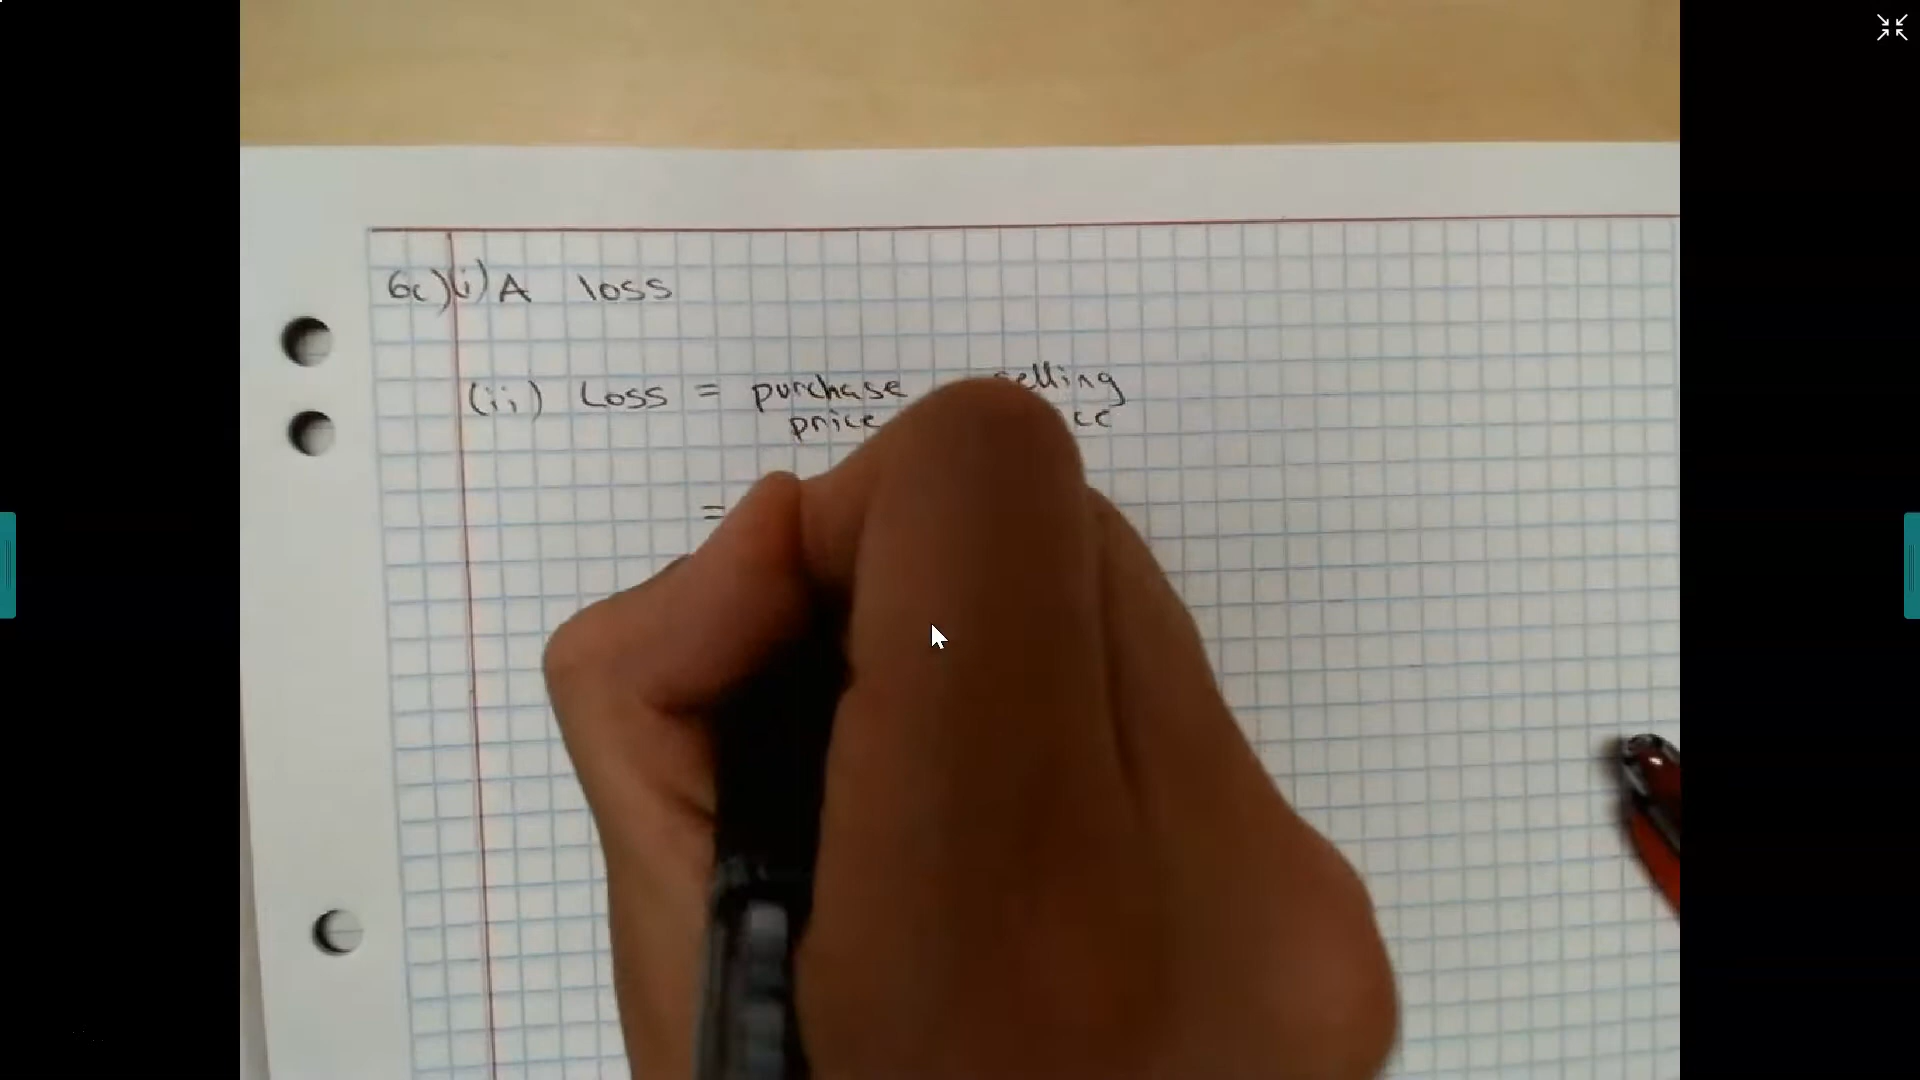 6c)(i) A loss
(ii) Loss = purchase selling
price
=